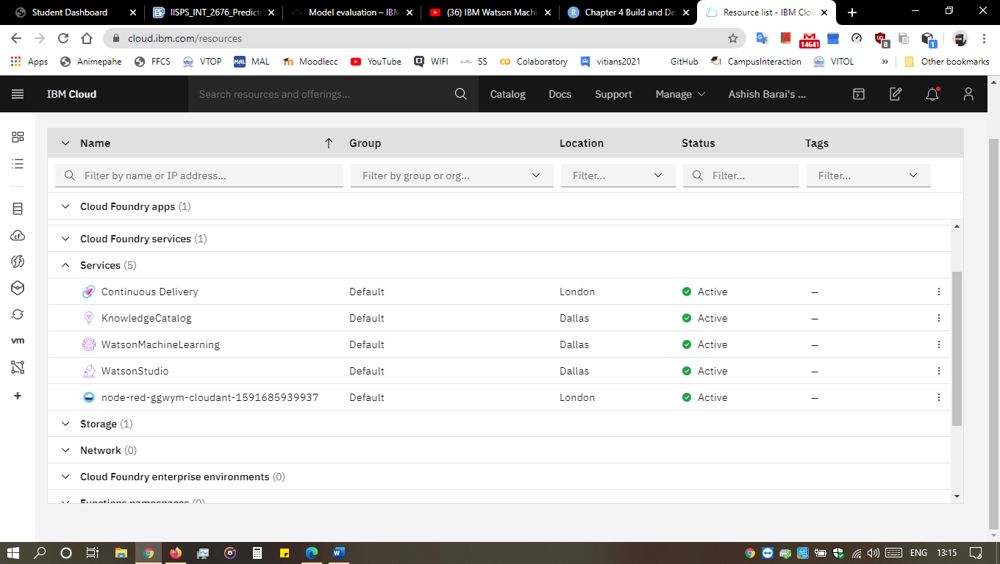 Student Dashboard
IISPS_INT_2676_Predicti
Model evaluation – IBM
(36) IBM Watson Machi
Chapter 4 Build and De
Resource list - IBM Clou
cloud.ibm.com/resources
14641 8 1
Apps Animepahe FFCS VTOP MAL MAL Moodlecc YouTube WIFI SS Colaboratory vitians2021 GitHub CampusInteraction VITOL » Other bookmarks
IBM Cloud Search resources and offerings... Catalog Docs Support Manage Ashish Barai's ...
Name Group Location Status Tags
Filter by name or IP address... Filter by group or org... Filter... Filter... Filter...
Cloud Foundry apps (1)
Cloud Foundry services (1)
Services (5)
Continuous Delivery Default London Active –
KnowledgeCatalog Default Dallas Active –
WatsonMachineLearning Default Dallas Active –
WatsonStudio Default Dallas Active –
node-red-ggwym-cloudant-1591685939937 Default London Active –
Storage (1)
Network (0)
Cloud Foundry enterprise environments (0)
Functions namespaces (0)
cf
vm
ENG 13:15